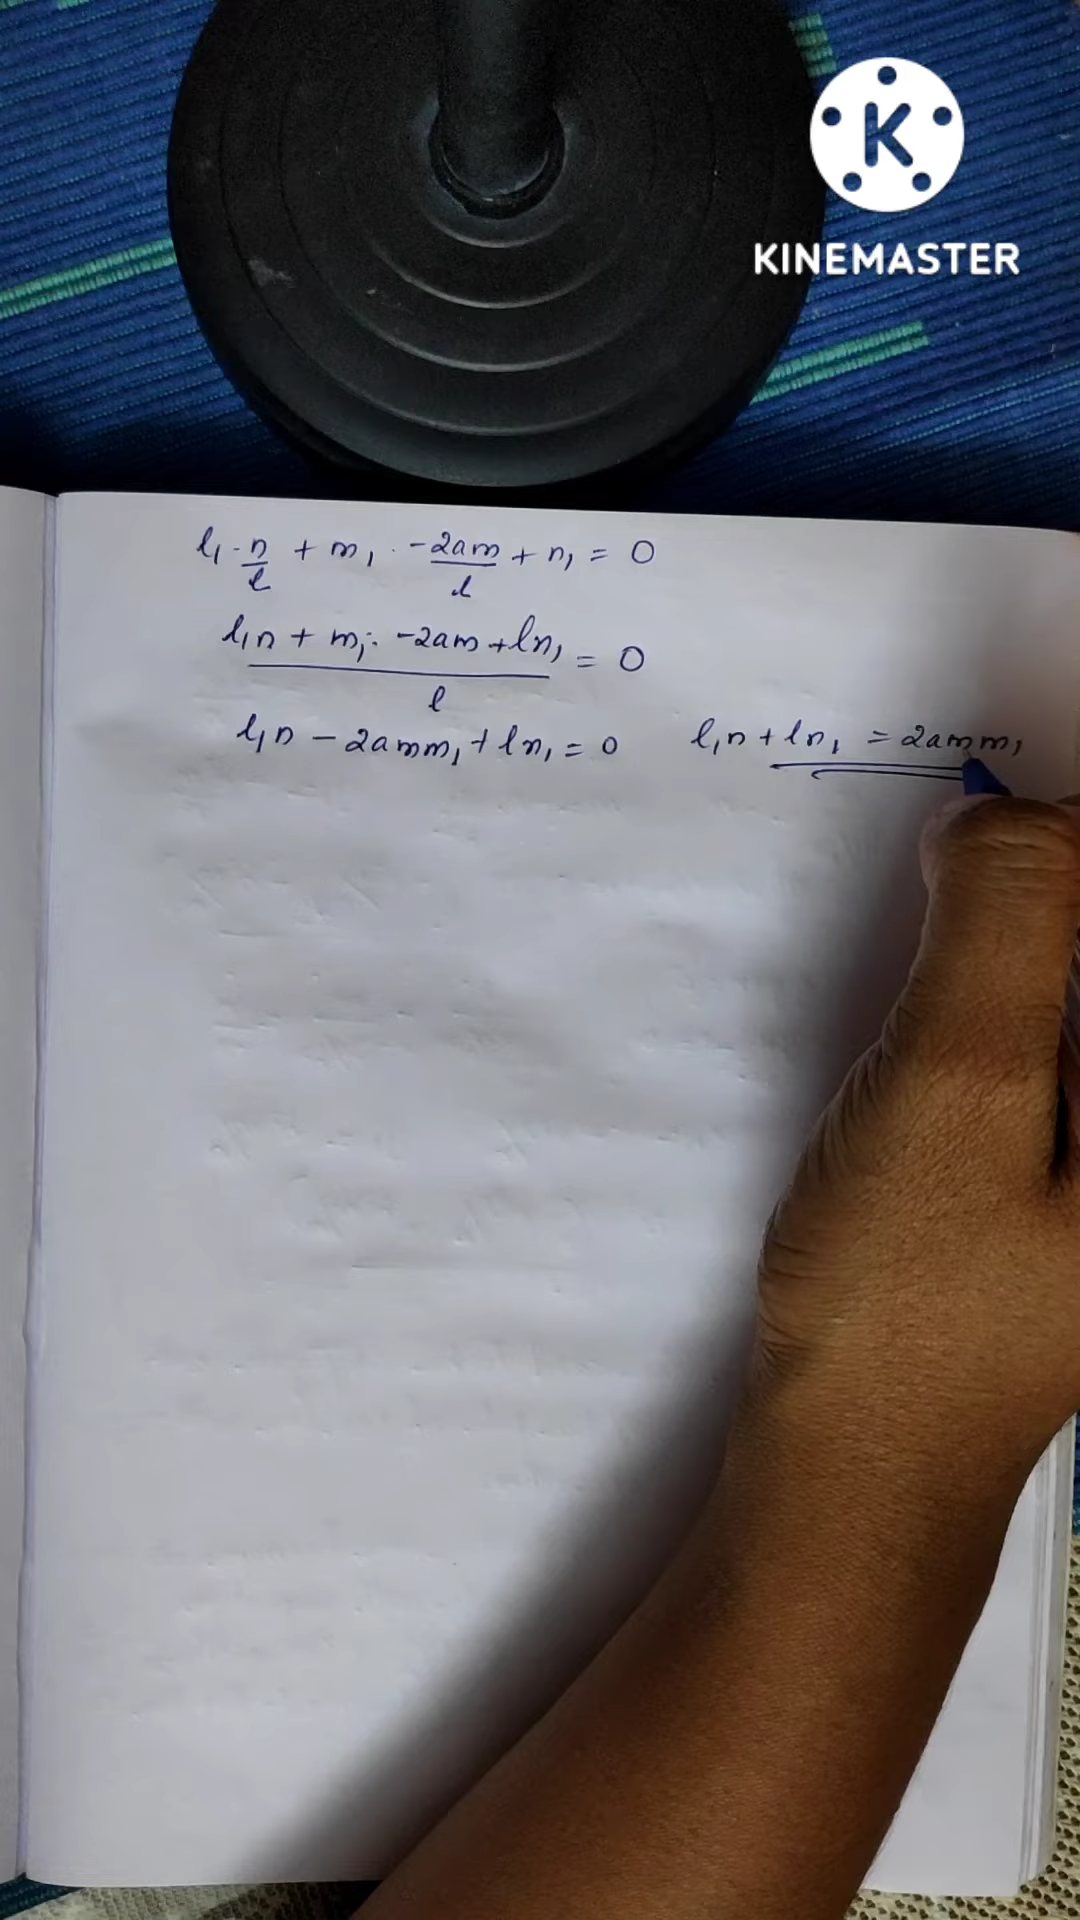 K
KINEMASTER
l₁ · n/l + m₁ · -2am/l + n₁ = 0
l₁n + m₁ · -2am + ln₁ / l = 0
l₁n - 2amm₁ + ln₁ = 0    l₁n + ln₁ = 2amm₁